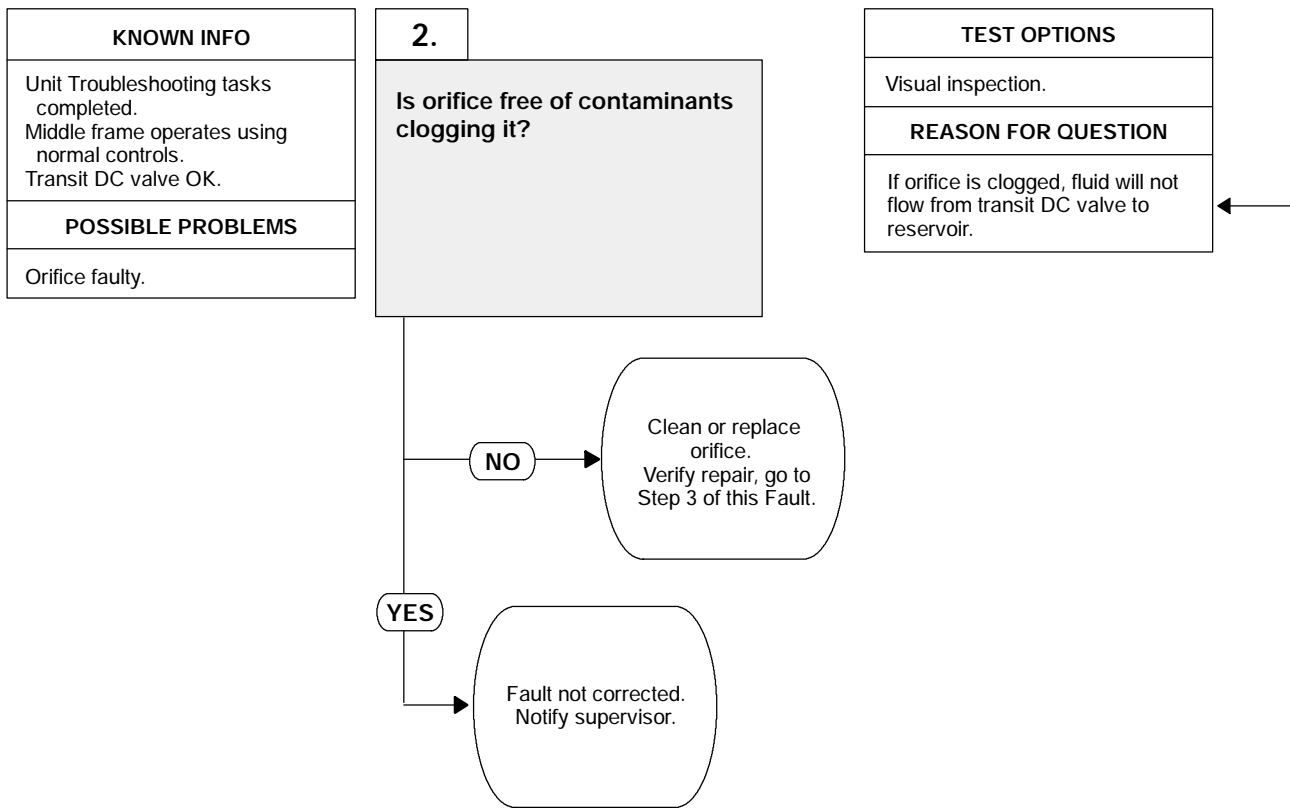 KNOWN INFO
Unit Troubleshooting tasks
completed.
Middle frame operates using
normal controls.
Transit DC valve OK.
POSSIBLE PROBLEMS
Orifice faulty.
2.
Is orifice free of contaminants
clogging it?
TEST OPTIONS
Visual inspection.
REASON FOR QUESTION
If orifice is clogged, fluid will not
flow from transit DC valve to
reservoir.
NO
Clean or replace
orifice.
Verify repair, go to
Step 3 of this Fault.
YES
Fault not corrected.
Notify supervisor.